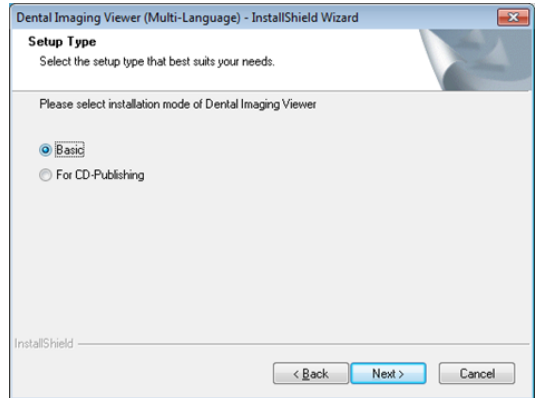 Dental Imaging Viewer (Multi-Language) - InstallShield Wizard
Setup Type
Select the setup type that best suits your needs.
Please select installation mode of Dental Imaging Viewer
Basic
For CD-Publishing
InstallShield
< Back Next > Cancel